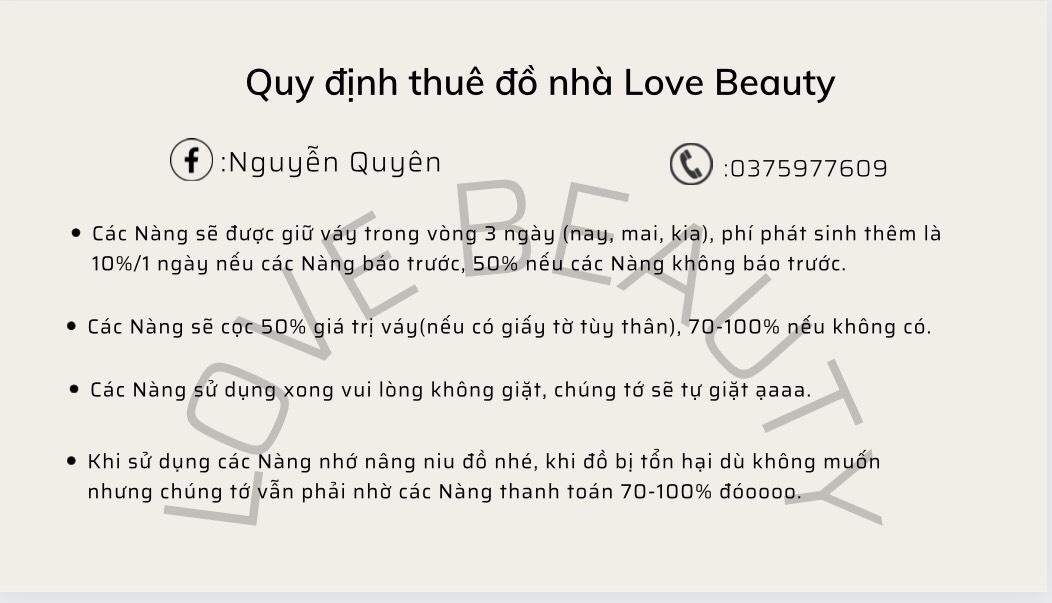 Quy định thuê đồ nhà Love Beauty
:Nguyễn Quyên
:0375977609
LOVE BEAUTY
• Các Nàng sẽ được giữ váy trong vòng 3 ngày (nay, mai, kia), phí phát sinh thêm là
10%/1 ngày nếu các Nàng báo trước, 50% nếu các Nàng không báo trước.
• Các Nàng sẽ cọc 50% giá trị váy(nếu có giấy tờ tùy thân), 70-100% nếu không có.
• Các Nàng sử dụng xong vui lòng không giặt, chúng tớ sẽ tự giặt ạaaa.
• Khi sử dụng các Nàng nhớ nâng niu đồ nhé, khi đồ bị tổn hại dù không muốn
nhưng chúng tớ vẫn phải nhờ các Nàng thanh toán 70-100% đóoooo.